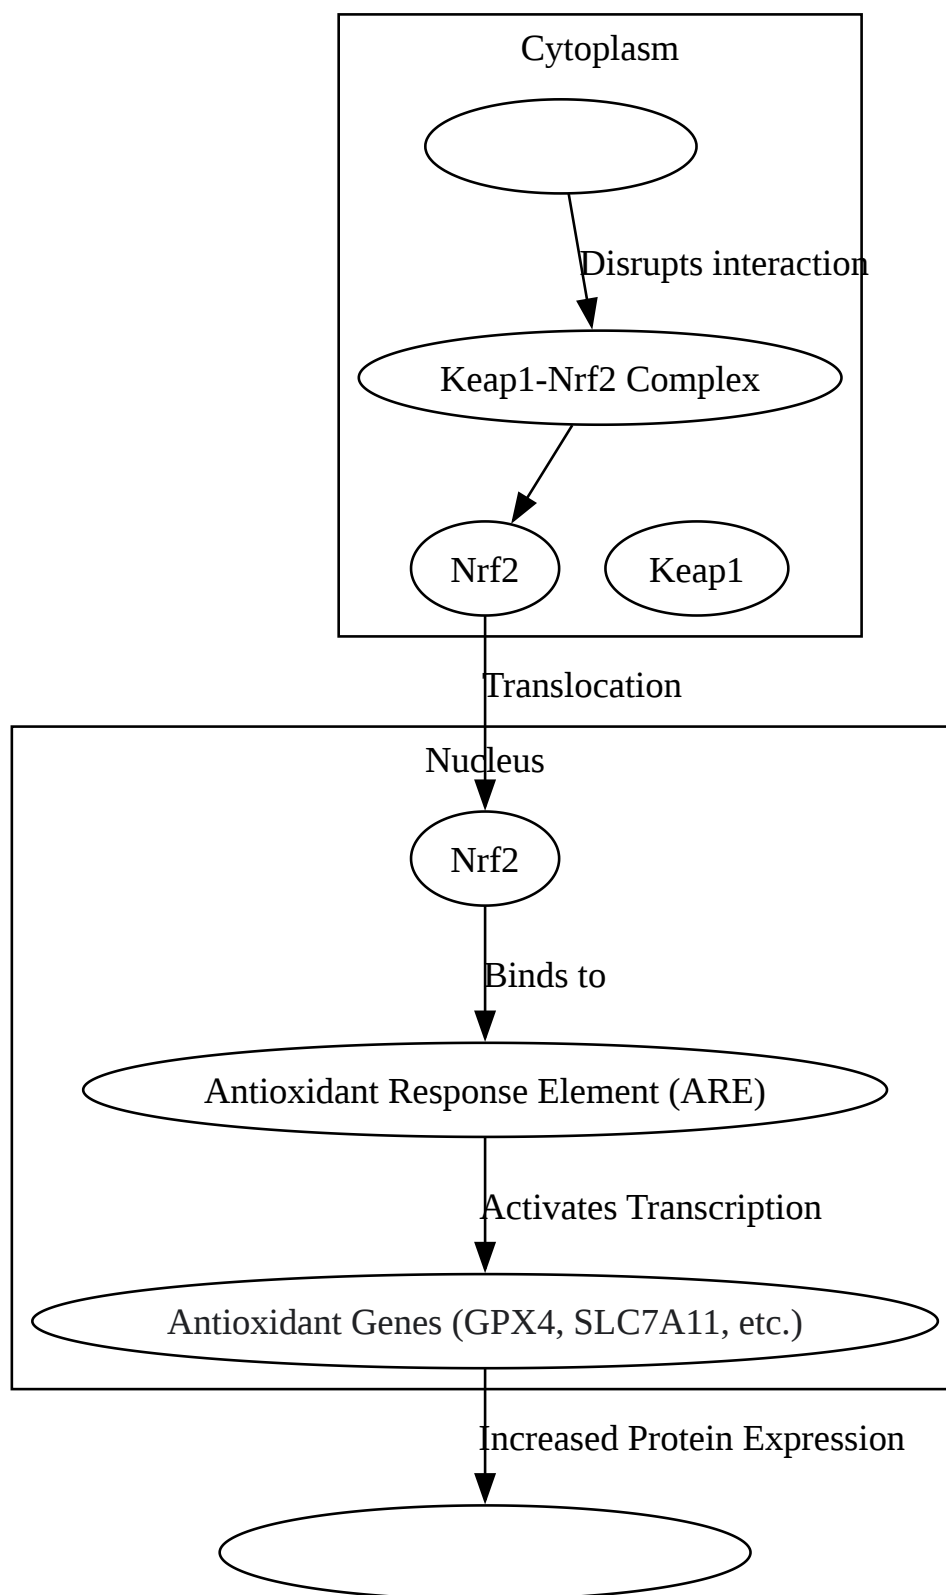 Cytoplasm
Disrupts interaction
Keap1-Nrf2 Complex
Nrf2
Keap1
Translocation
Nucleus
Nrf2
Binds to
Antioxidant Response Element (ARE)
Activates Transcription
Antioxidant Genes (GPX4, SLC7A11, etc.)
Increased Protein Expression